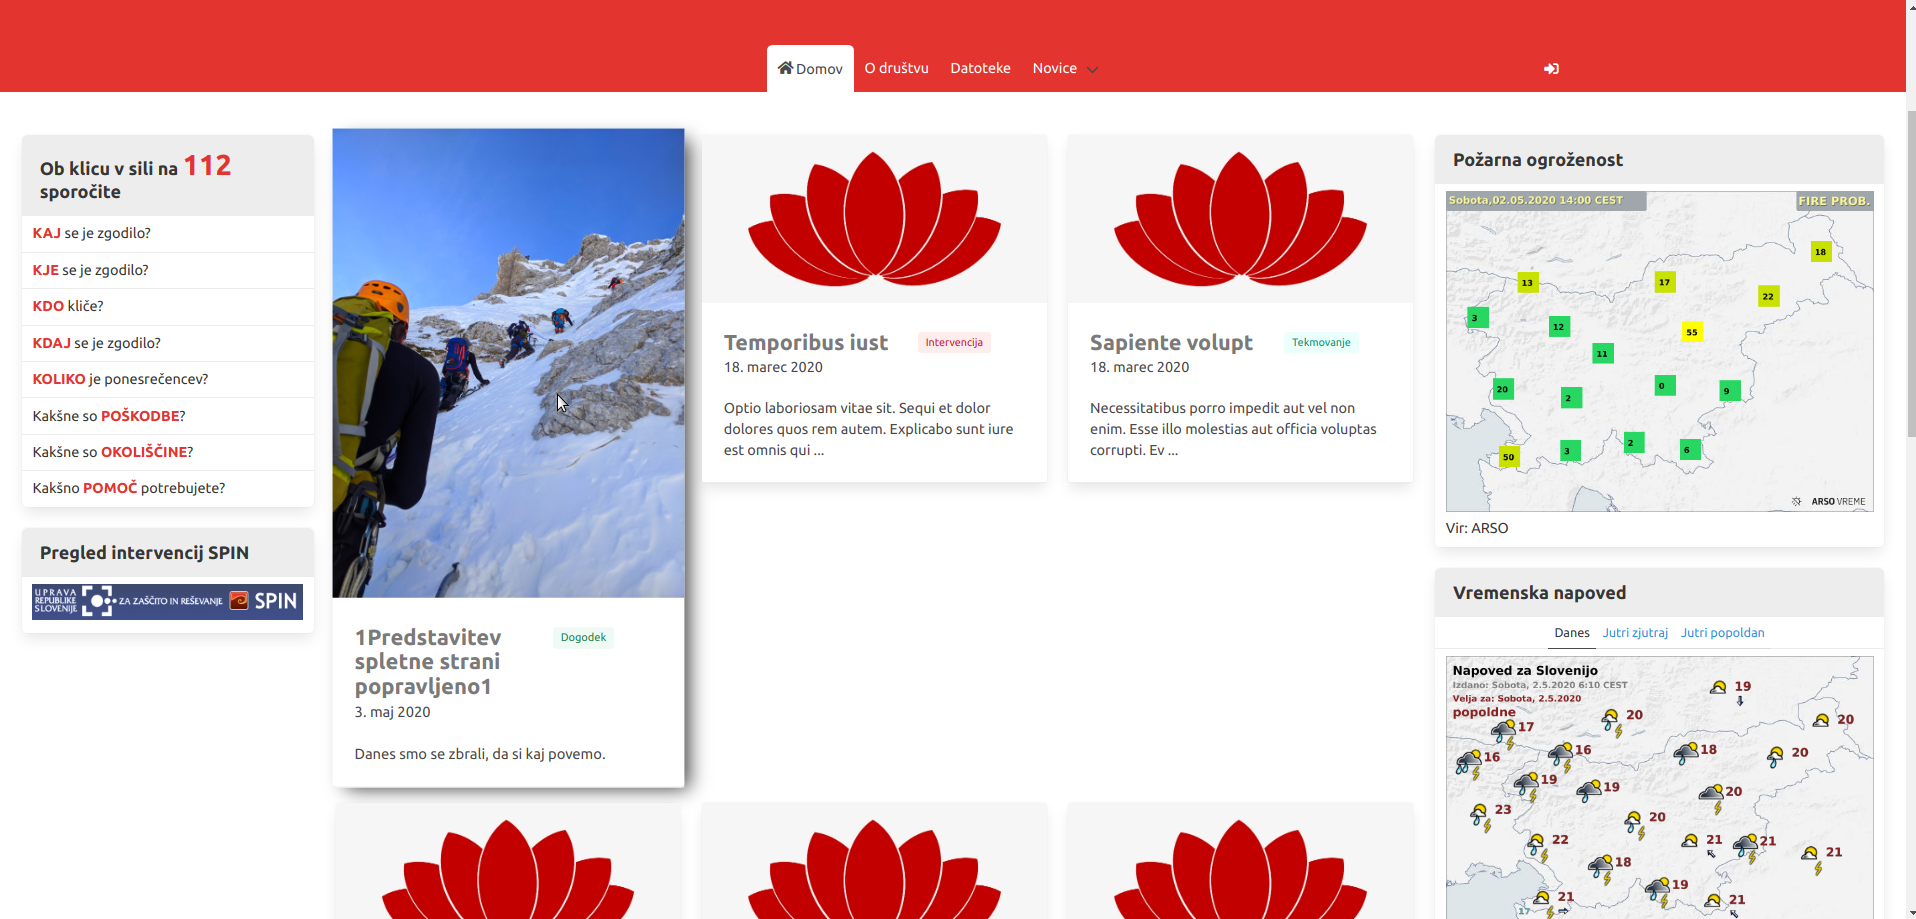 Domov
O društvu
Datoteke
Novice
Ob klicu v sili na 112
sporočite
KAJ se je zgodilo?
KJE se je zgodilo?
KDO kliče?
KDAJ se je zgodilo?
KOLIKO je ponesrečencev?
Kakšne so POŠKODBE?
Kakšne so OKOLIŠČINE?
Kakšno POMOČ potrebujete?
Pregled intervencij SPIN
UPRAVA
REPUBLIKE
SLOVENIJE
ZA ZAŠČITO IN REŠEVANJE
SPIN
1Predstavitev
spletne strani
popravljeno1
Dogodek
3. maj 2020
Danes smo se zbrali, da si kaj povemo.
Temporibus iust
Intervencija
18. marec 2020
Optio laboriosam vitae sit. Sequi et dolor
dolores quos rem autem. Explicabo sunt iure
est omnis qui ...
Sapiente volupt
Tekmovanje
18. marec 2020
Necessitatibus porro impedit aut vel non
enim. Esse illo molestias aut officia voluptas
corrupti. Ev ...
Požarna ogroženost
Sobota,02.05.2020 14:00 CEST
FIRE PROB.
18
13
17
22
3
12
55
11
20
2
0
9
2
3
6
50
ARSO VREME
Vir: ARSO
Vremenska napoved
Danes
Jutri zjutraj
Jutri popoldan
Napoved za Slovenijo
Izdano: Sobota, 2.5.2020 6:10 CEST
Velja za: Sobota, 2.5.2020
popoldne
19
20
20
17
16
16
18
20
19
19
20
23
20
22
21
21
21
18
19
21
21
17